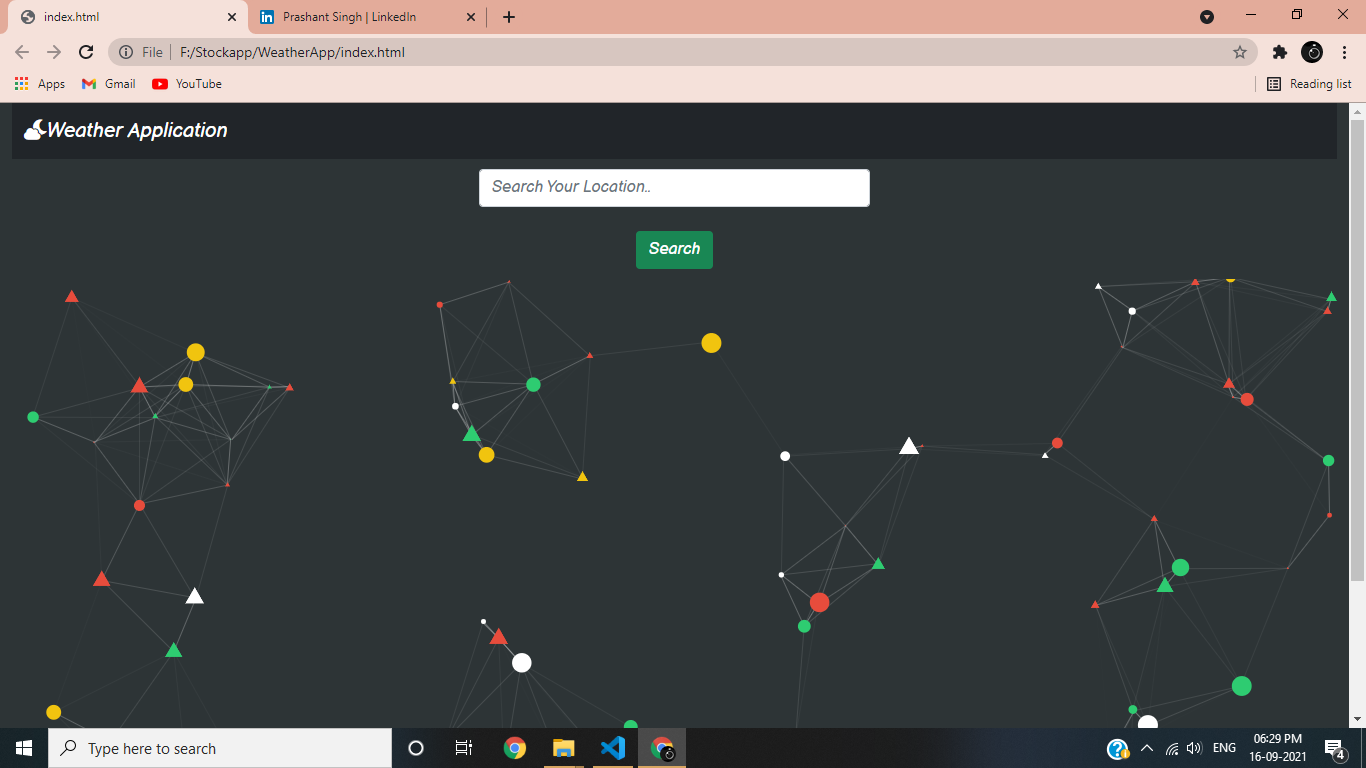 index.html
Prashant Singh | LinkedIn
File
F:/Stockapp/WeatherApp/index.html
Apps
Gmail
YouTube
Reading list
Weather Application
Search Your Location..
Search
Type here to search
ENG
06:29 PM
16-09-2021
4